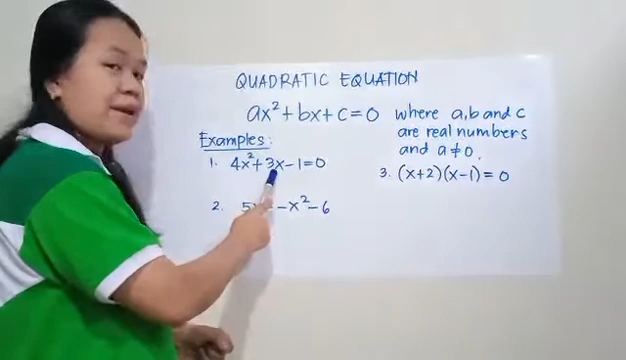 QUADRATIC EQUATION
ax²+bx+c=0 where a,b and c
are real numbers
and a≠0.
Examples:
1. 4x²+3x-1=0
2. 5 -x²-6
3. (x+2)(x-1)=0